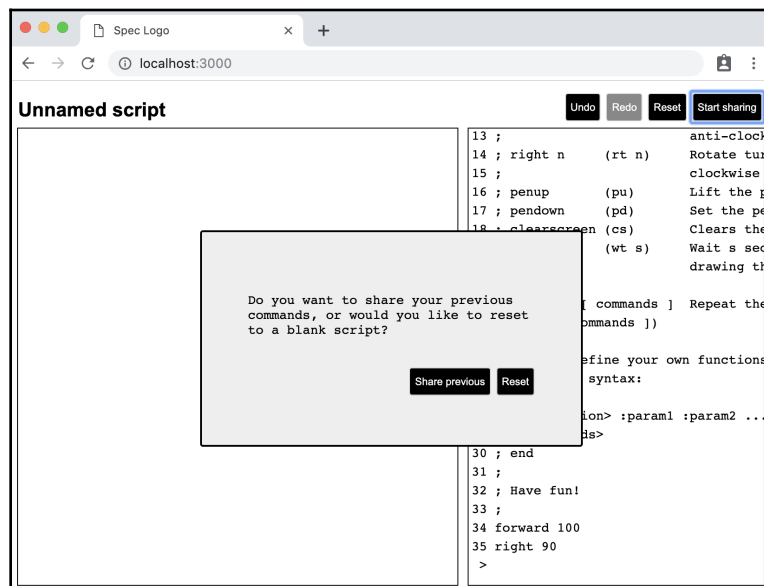 Spec Logo
localhost:3000
Unnamed script
Undo Redo Reset Start sharing
13 ; anti-clock
14 ; right n (rt n) Rotate tur
15 ; clockwise
16 ; penup (pu) Lift the p
17 ; pendown (pd) Set the pe
18 ; clearscreen (cs) Clears the
(wt s) Wait s sec
drawing th
[ commands ] Repeat the
ommands ])
efine your own functions
syntax:
ion> :param1 :param2 ...
ds>
30 ; end
31 ;
32 ; Have fun!
33 ;
34 forward 100
35 right 90
>
Do you want to share your previous
commands, or would you like to reset
to a blank script?
Share previous Reset